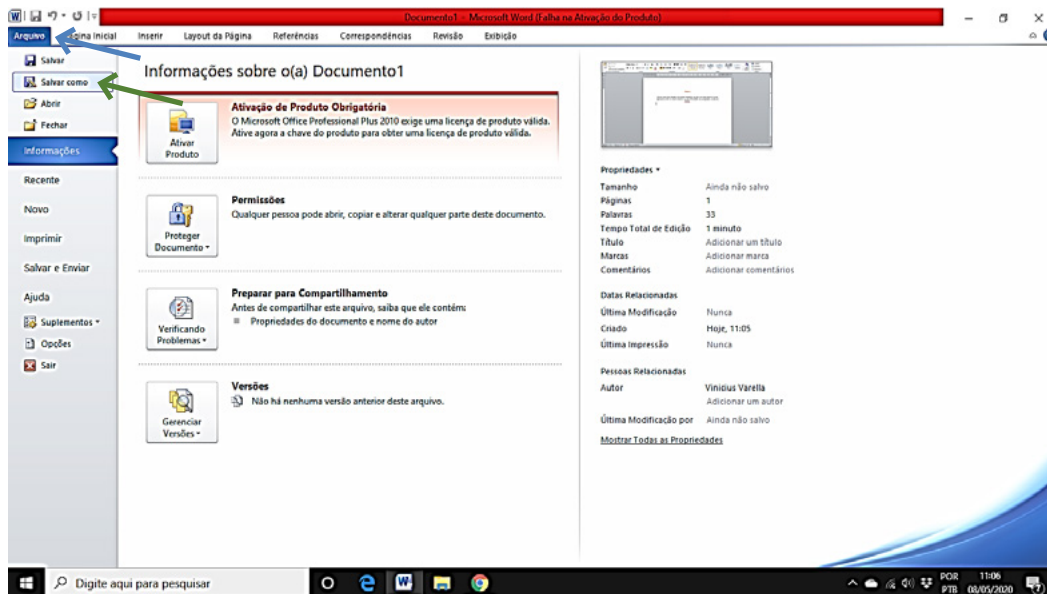 Documento1 - Microsoft Word (Falha na Ativação do Produto)
Arquivo Página Inicial Inserir Layout da Página Referências Correspondências Revisão Exibição
Salvar
Salvar como
Abrir
Fechar
Informações
Recente
Novo
Imprimir
Salvar e Enviar
Ajuda
Suplementos
Opções
Sair
Informações sobre o(a) Documento1
Ativar
Produto
Ativação de Produto Obrigatória
O Microsoft Office Professional Plus 2010 exige uma licença de produto válida.
Ative agora a chave do produto para obter uma licença de produto válida.
Proteger
Documento
Permissões
Qualquer pessoa pode abrir, copiar e alterar qualquer parte deste documento.
Verificando
Problemas
Preparar para Compartilhamento
Antes de compartilhar este arquivo, saiba que ele contém:
Propriedades do documento e nome do autor
Gerenciar
Versões
Versões
Não há nenhuma versão anterior deste arquivo.
Propriedades
Tamanho Ainda não salvo
Páginas 1
Palavras 33
Tempo Total de Edição 1 minuto
Título Adicionar um título
Marcas Adicionar marca
Comentários Adicionar comentários
Datas Relacionadas
Última Modificação Nunca
Criado Hoje, 11:05
Última Impressão Nunca
Pessoas Relacionadas
Autor Vinicius Varella
Adicionar um autor
Última Modificação por Ainda não salvo
Mostrar Todas as Propriedades
Digite aqui para pesquisar
POR
PTB
11:06
08/05/2020